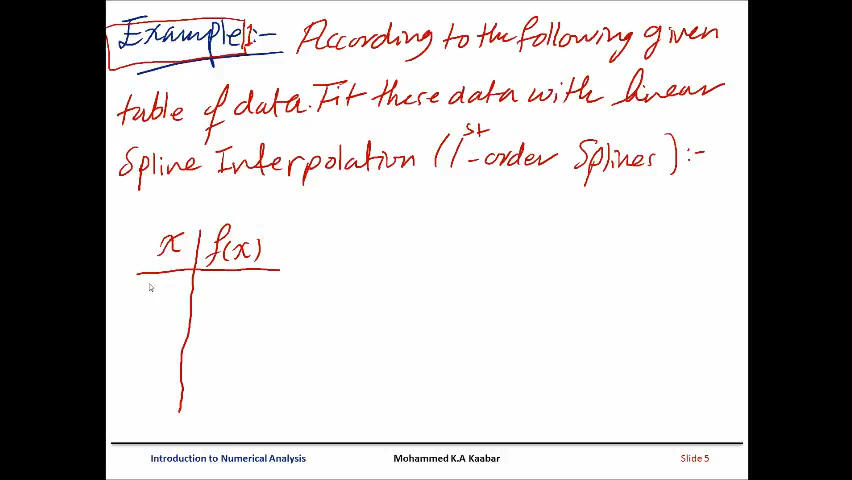 Example 1:- According to the following given
table of data. Fit these data with linear
Spline Interpolation (1st-order Splines):-
x f(x)
Introduction to Numerical Analysis Mohammed K.A Kaabar Slide 5